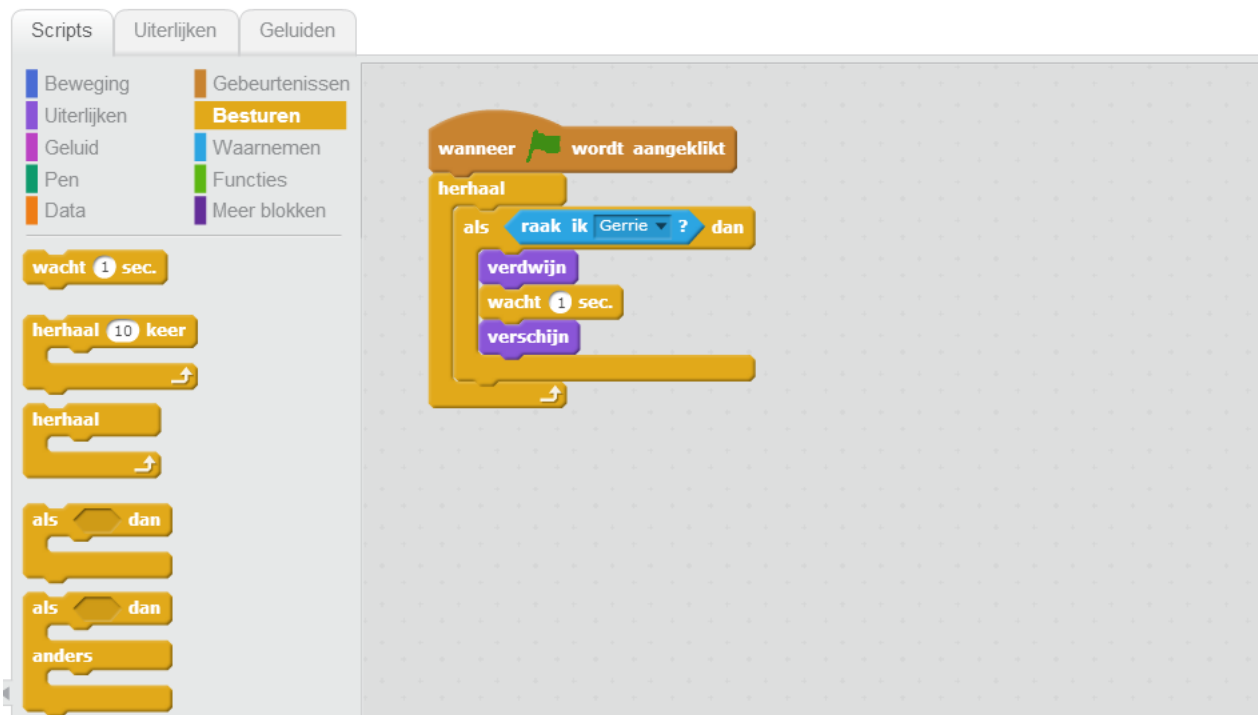 Scripts Uiterlijken Geluiden
Beweging Gebeurtenissen
Uiterlijken Besturen
Geluid Waarnemen
Pen Functies
Data Meer blokken
wacht 1 sec.
herhaal 10 keer
herhaal
als dan
als dan
anders
wanneer wordt aangeklikt
herhaal
als raak ik Gerrie ? dan
verdwijn
wacht 1 sec.
verschijn